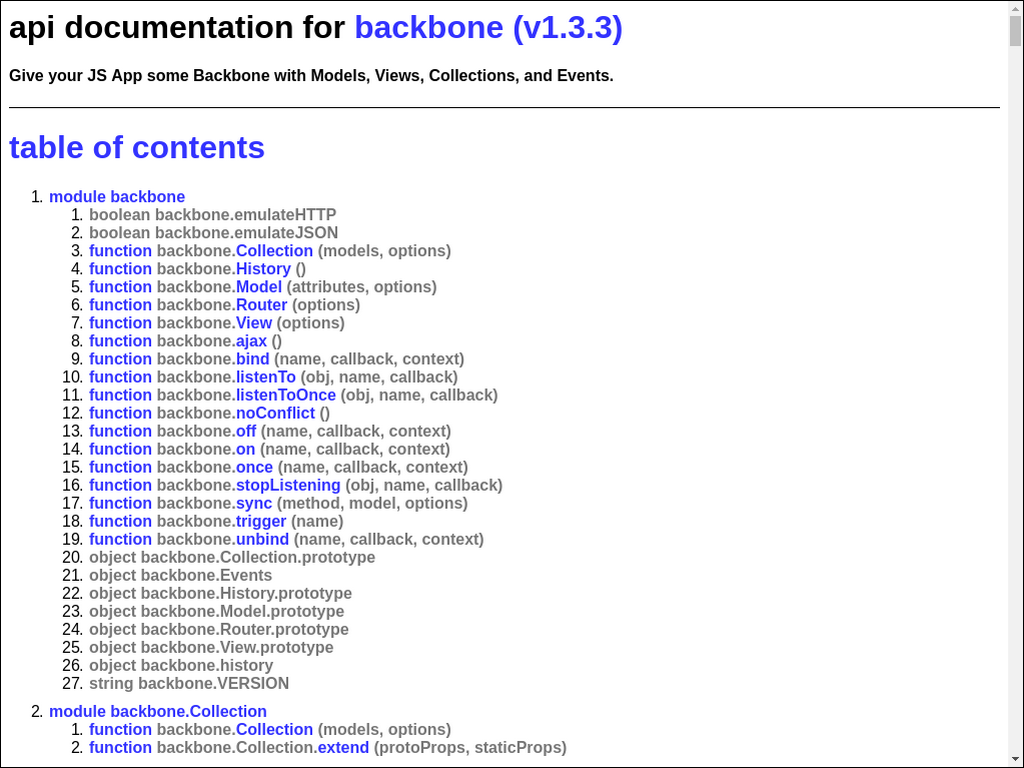 api documentation for backbone (v1.3.3)
Give your JS App some Backbone with Models, Views, Collections, and Events.
table of contents
1. module backbone
1. boolean backbone.emulateHTTP
2. boolean backbone.emulateJSON
3. function backbone.Collection (models, options)
4. function backbone.History ()
5. function backbone.Model (attributes, options)
6. function backbone.Router (options)
7. function backbone.View (options)
8. function backbone.ajax ()
9. function backbone.bind (name, callback, context)
10. function backbone.listenTo (obj, name, callback)
11. function backbone.listenToOnce (obj, name, callback)
12. function backbone.noConflict ()
13. function backbone.off (name, callback, context)
14. function backbone.on (name, callback, context)
15. function backbone.once (name, callback, context)
16. function backbone.stopListening (obj, name, callback)
17. function backbone.sync (method, model, options)
18. function backbone.trigger (name)
19. function backbone.unbind (name, callback, context)
20. object backbone.Collection.prototype
21. object backbone.Events
22. object backbone.History.prototype
23. object backbone.Model.prototype
24. object backbone.Router.prototype
25. object backbone.View.prototype
26. object backbone.history
27. string backbone.VERSION
2. module backbone.Collection
1. function backbone.Collection (models, options)
2. function backbone.Collection.extend (protoProps, staticProps)